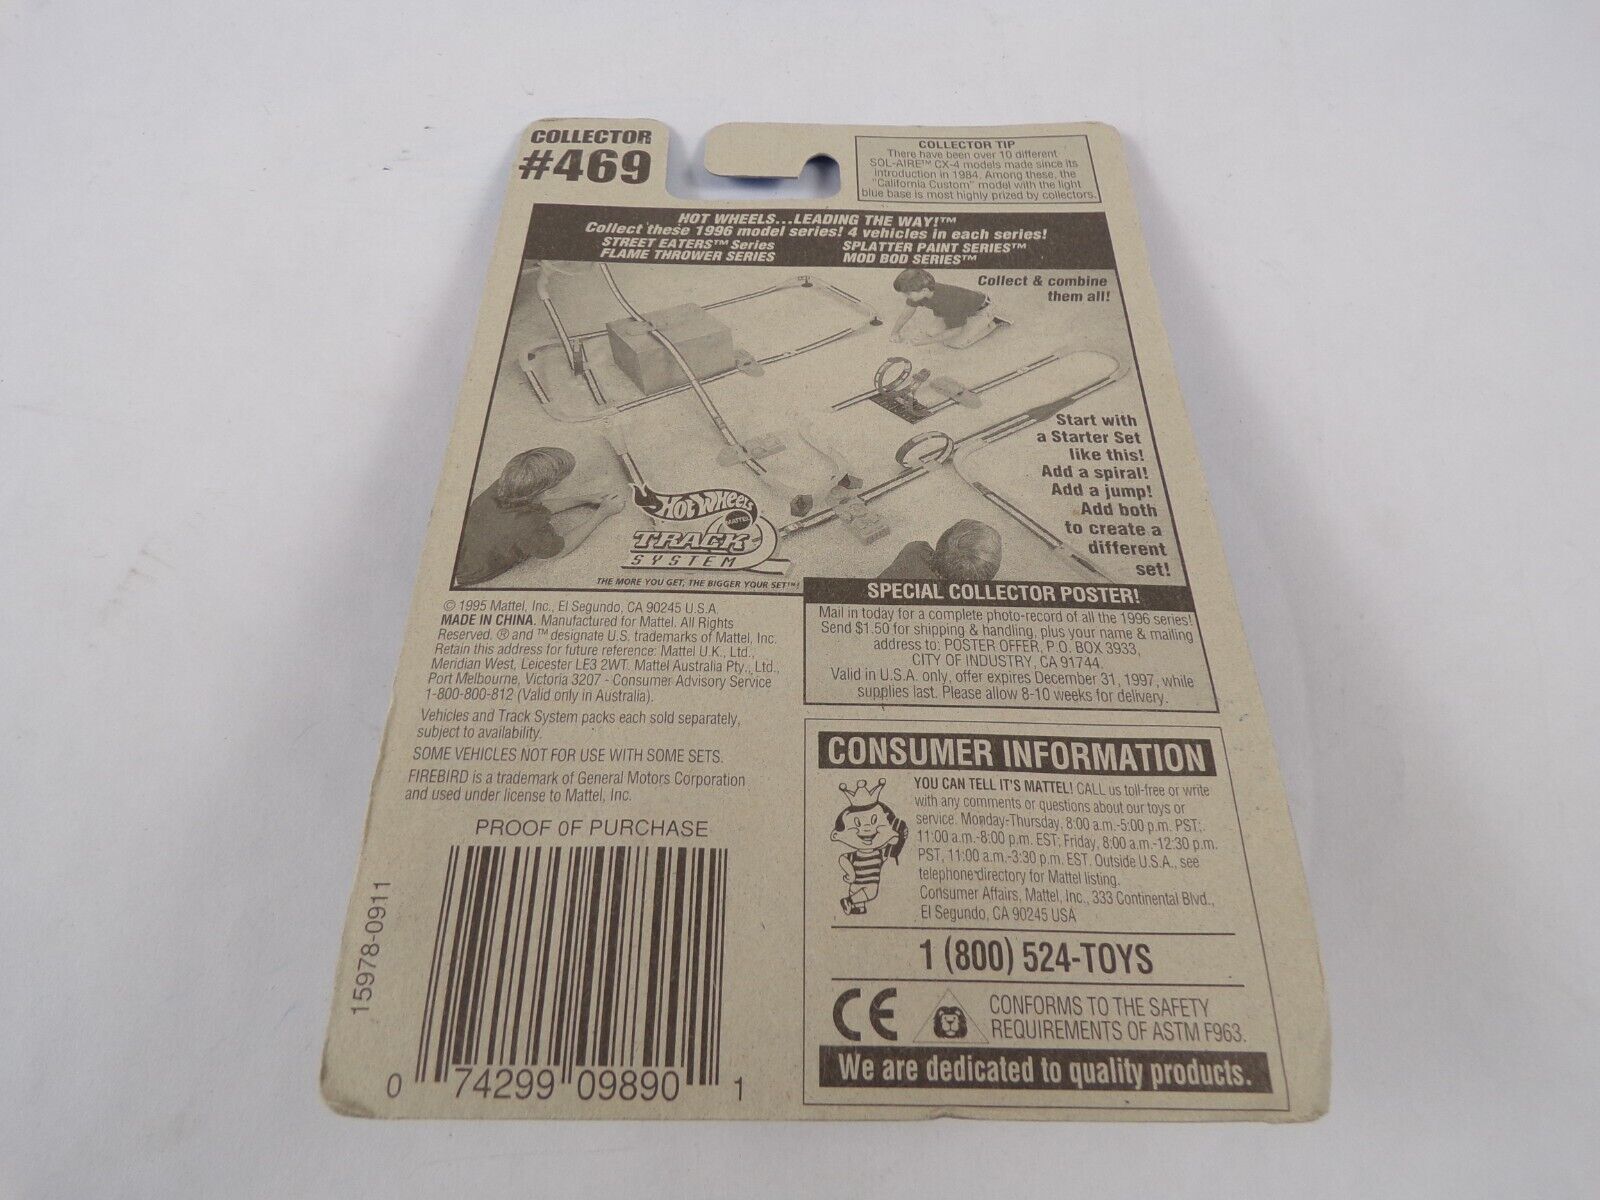 COLLECTOR
#469
COLLECTOR TIP
There have been over 10 different
SOL-AIRE™ CX-4 models made since its
introduction in 1984. Among these, the
"California Custom" model with the light
blue base is most highly prized by collectors.
HOT WHEELS...LEADING THE WAY!™
Collect these 1996 model series! 4 vehicles in each series!
STREET EATERS™ Series
FLAME THROWER SERIES
SPLATTER PAINT SERIES™
MOD BOD SERIES™
Collect & combine
them all!
Start with
a Starter Set
like this!
Add a spiral!
Add a jump!
Add both
to create a
different
set!
Hot Wheels
MATTEL
TRACK
SYSTEM
THE MORE YOU GET, THE BIGGER YOUR SET™!
© 1995 Mattel, Inc., El Segundo, CA 90245 U.S.A.
MADE IN CHINA. Manufactured for Mattel. All Rights
Reserved. ® and ™ designate U.S. trademarks of Mattel, Inc.
Retain this address for future reference: Mattel U.K., Ltd.,
Meridian West, Leicester LE3 2WT. Mattel Australia Pty., Ltd.,
Port Melbourne, Victoria 3207 - Consumer Advisory Service
1-800-800-812 (Valid only in Australia).
Vehicles and Track System packs each sold separately,
subject to availability.
SOME VEHICLES NOT FOR USE WITH SOME SETS.
FIREBIRD is a trademark of General Motors Corporation
and used under license to Mattel, Inc.
PROOF OF PURCHASE
15978-0911
0 74299 09890 1
SPECIAL COLLECTOR POSTER!
Mail in today for a complete photo-record of all the 1996 series!
Send $1.50 for shipping & handling, plus your name & mailing
address to: POSTER OFFER, P.O. BOX 3933,
CITY OF INDUSTRY, CA 91744.
Valid in U.S.A. only, offer expires December 31, 1997, while
supplies last. Please allow 8-10 weeks for delivery.
CONSUMER INFORMATION
YOU CAN TELL IT'S MATTEL! CALL us toll-free or write
with any comments or questions about our toys or
service. Monday-Thursday, 8:00 a.m.-5:00 p.m. PST;
11:00 a.m.-8:00 p.m. EST; Friday, 8:00 a.m.-12:30 p.m.
PST, 11:00 a.m.-3:30 p.m. EST. Outside U.S.A., see
telephone directory for Mattel listing.
Consumer Affairs, Mattel, Inc., 333 Continental Blvd.,
El Segundo, CA 90245 USA
1 (800) 524-TOYS
CE
CONFORMS TO THE SAFETY
REQUIREMENTS OF ASTM F963.
We are dedicated to quality products.